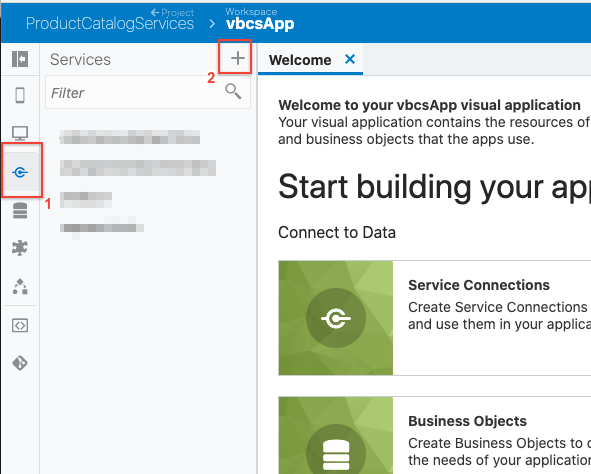 Project
Workspace
ProductCatalogServices
vbcsApp
Services
2
Welcome
Filter
Welcome to your vbcsApp visual application
Your visual application contains the resources of
and business objects that the apps use.
1
Start building your app
Connect to Data
Service Connections
Create Service Connections
and use them in your applica
Business Objects
Create Business Objects to
the needs of your application